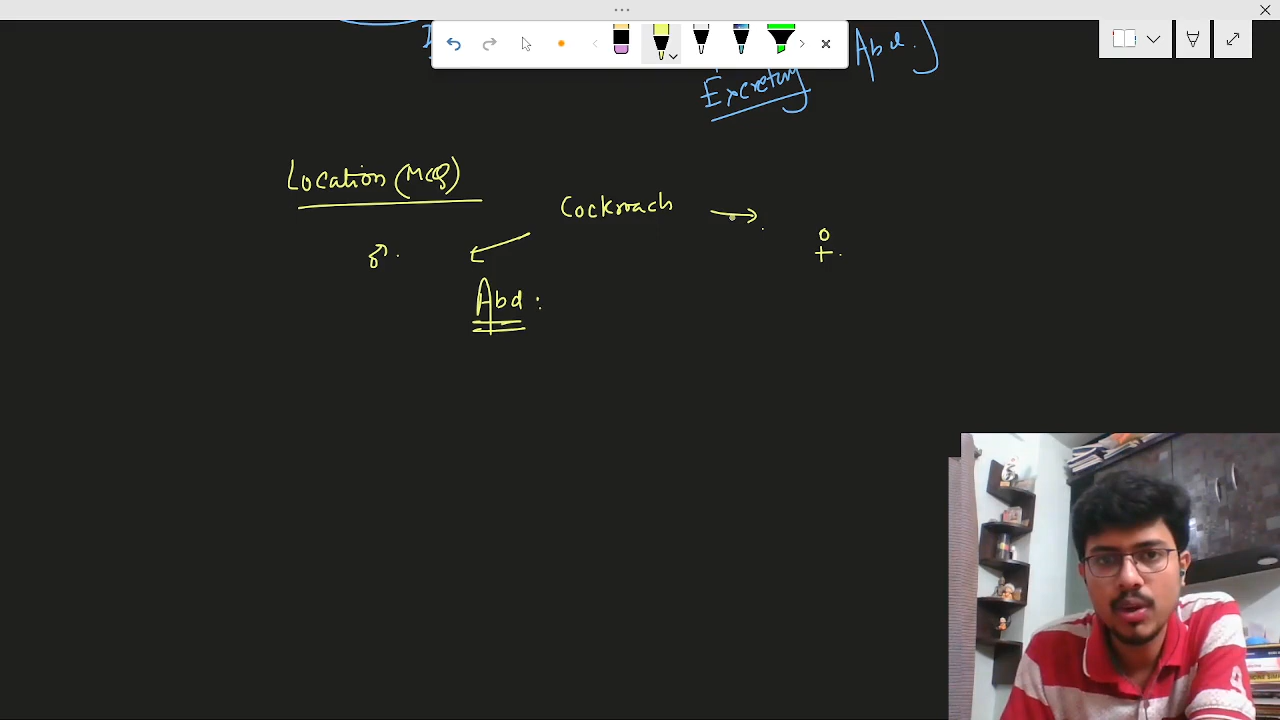 Abd.
Excretory
Location (MCQ)
Cockroach
♂.
♀.
Abd :